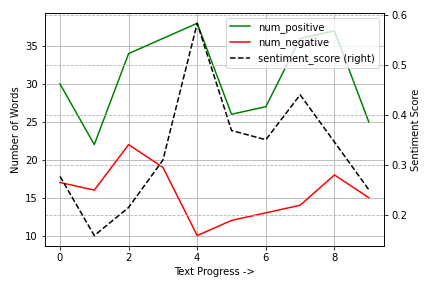 num_positive
num_negative
sentiment_score (right)
Number of Words
35
30
25
20
15
10
0.6
0.5
0.4
0.3
0.2
Sentiment Score
0 2 4 6 8
Text Progress ->